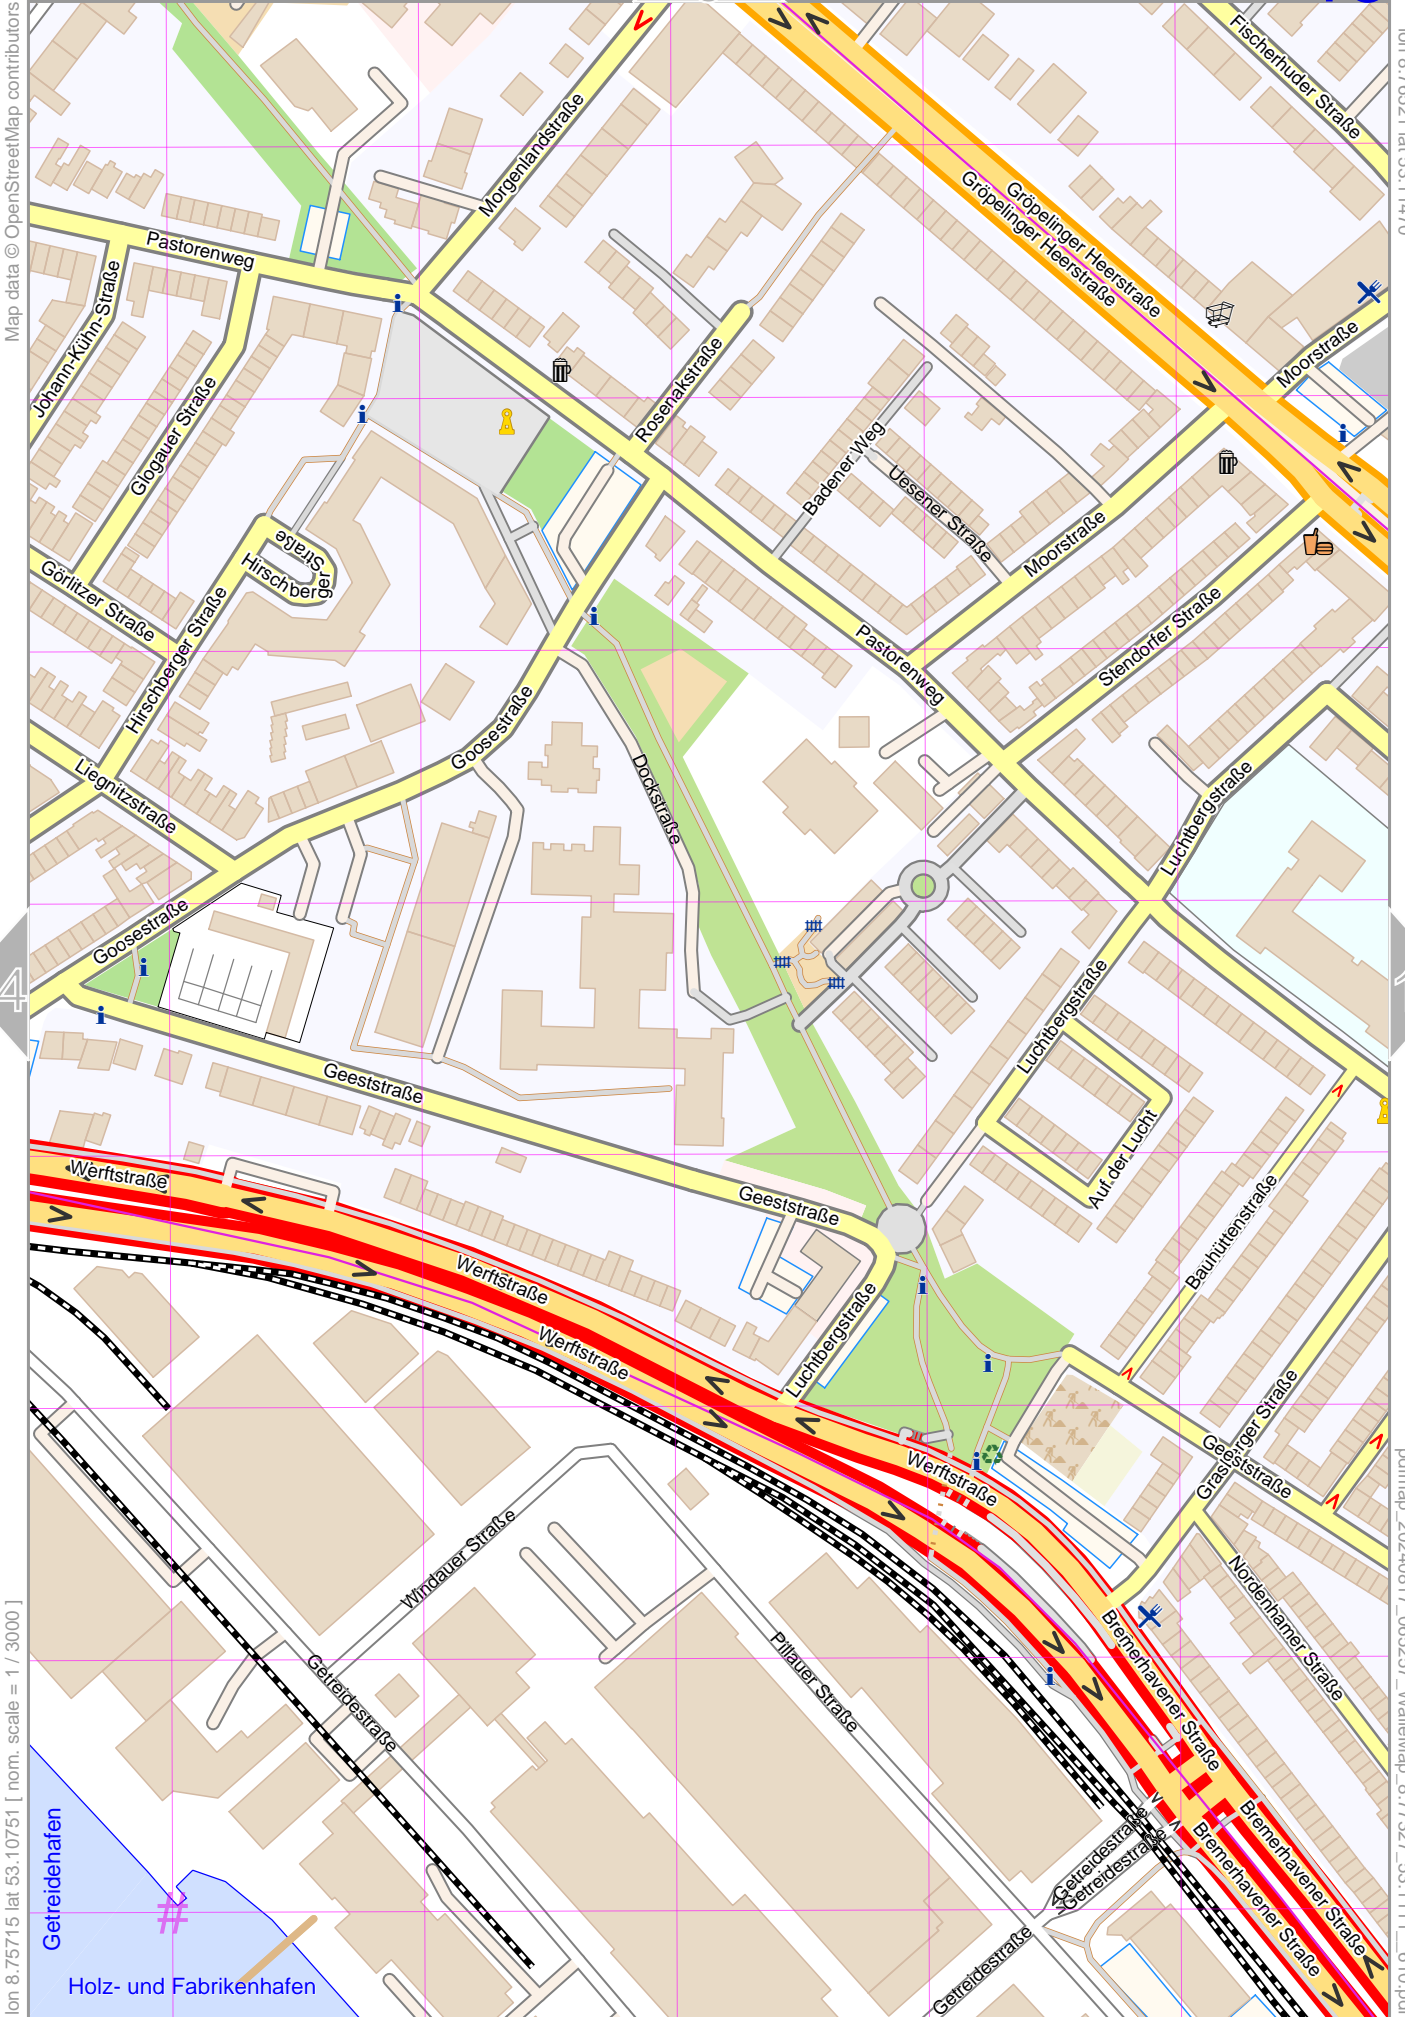 Map data © OpenStreetMap contributors
Fischerhuder Straße
Morgenlandstraße
Gröpelinger Heerstraße
Gröpelinger Heerstraße
Pastorenweg
Johann-Kühn-Straße
Glogauer Straße
Rosenakstraße
Moorstraße
Badener Weg
Uesener Straße
Moorstraße
Hirschberger Straße
Görlitzer Straße
Hirschberger Straße
Stendorfer Straße
Pastorenweg
Goosestraße
Liegnitzstraße
Dockstraße
Luchtbergstraße
Goosestraße
4
Luchtbergstraße
Geeststraße
Auf der Lucht
Werftstraße
Geeststraße
Bauhüttenstraße
Werftstraße
Werftstraße
Luchtbergstraße
Grasberger Straße
Geeststraße
Werftstraße
Windauer Straße
Nordenhamer Straße
Getreidestraße
Pillauer Straße
Bremerhavener Straße
Getreidestraße
Getreidestraße
Bremerhavener Straße
Bremerhavener Straße
Getreidestraße
Getreidehafen
#
Holz- und Fabrikenhafen
lon 8.75715 lat 53.10751 [ nom. scale = 1 / 3000 ]